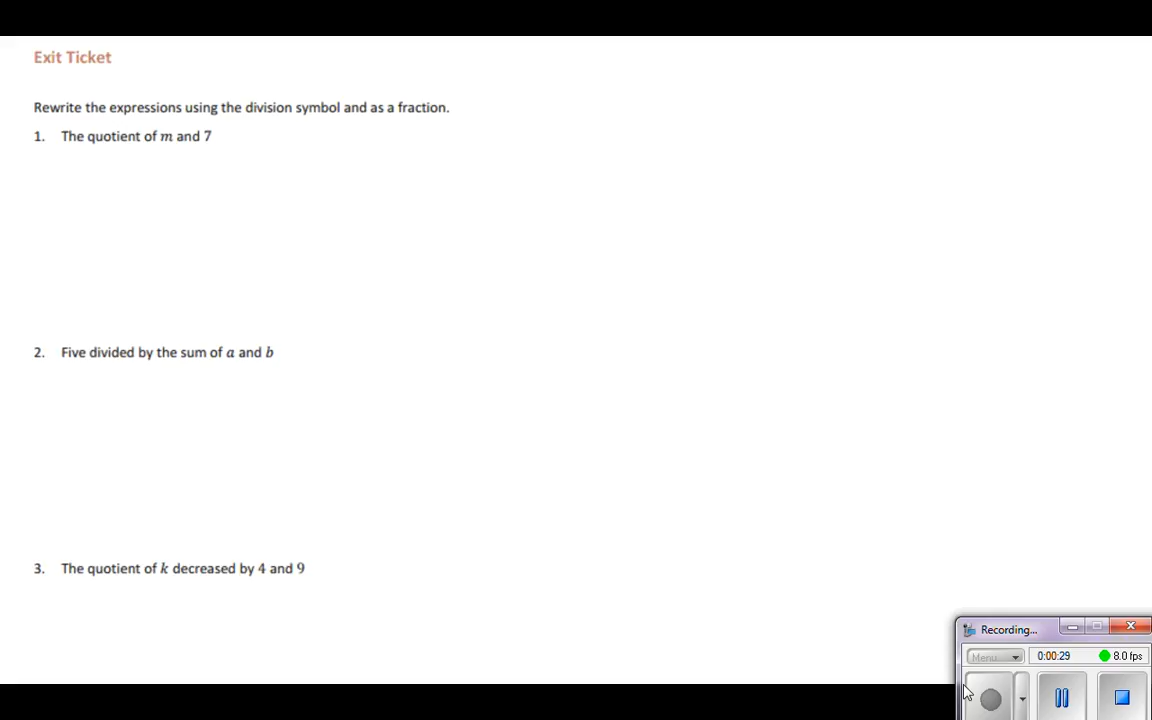 Exit Ticket
Rewrite the expressions using the division symbol and as a fraction.
1. The quotient of m and 7
2. Five divided by the sum of a and b
3. The quotient of k decreased by 4 and 9
Recording...
Menu 0:00:29 8.0 fps